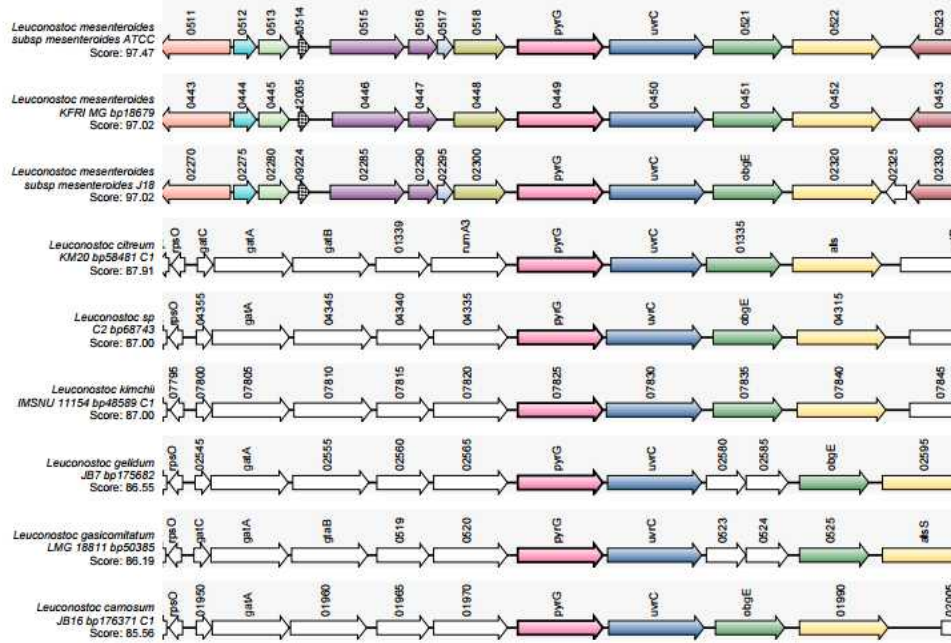 0511 0512 0513 0515 0516 0517 0518 pyrG uvrC 0521 0522 0523
Leuconostoc mesenteroides
subsp mesenteroides ATCC
Score: 97.47
0443 0444 0445 12065 0446 0447 0448 0449 0450 0451 0452 0453
Leuconostoc mesenteroides
KFRI MG bp18679
Score: 97.02
02270 02275 02280 09224 02285 02290 02295 02300 pyrG uvrC obgE 02320 02325 02330
Leuconostoc mesenteroides
subsp mesenteroides J18
Score: 97.02
rpsO gatC gatA gatB 01339 rumA3 pyrG uvrC 01335 als
Leuconostoc citreum
KM20 bp58481 C1
Score: 87.91
rpsO 04355 gatA 04345 04340 04335 pyrG uvrC obgE 04315
Leuconostoc sp
C2 bp68743
Score: 87.00
07795 07800 07805 07810 07815 07820 07825 07830 07835 07840 07845
Leuconostoc kimchii
IMSNU 11154 bp48589 C1
Score: 87.00
rpsO 02545 gatA 02555 02560 02565 pyrG uvrC 02580 02585 obgE 02595
Leuconostoc gelidum
JB7 bp175682
Score: 86.55
rpsO gatC gatA gtaB 0519 0520 pyrG uvrC 0523 0524 0525 alsS
Leuconostoc gasicomitatum
LMG 18811 bp50385
Score: 86.19
rpsO 01950 gatA 01960 01965 01970 pyrG uvrC obgE 01990
Leuconostoc carnosum
JB16 bp176371 C1
Score: 85.56